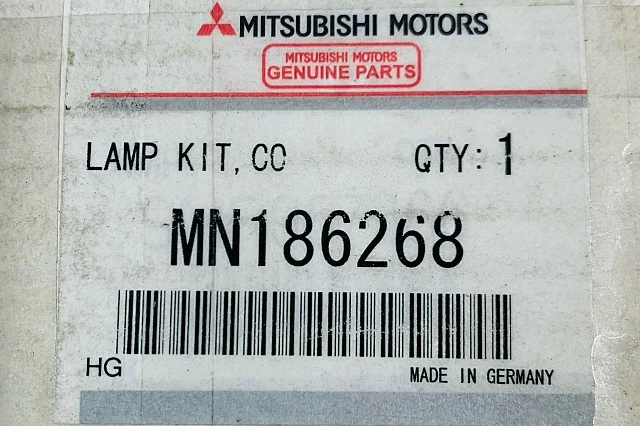 MITSUBISHI MOTORS
MITSUBISHI MOTORS
GENUINE PARTS
LAMP KIT, CO QTY: 1
MN186268
HG MADE IN GERMANY